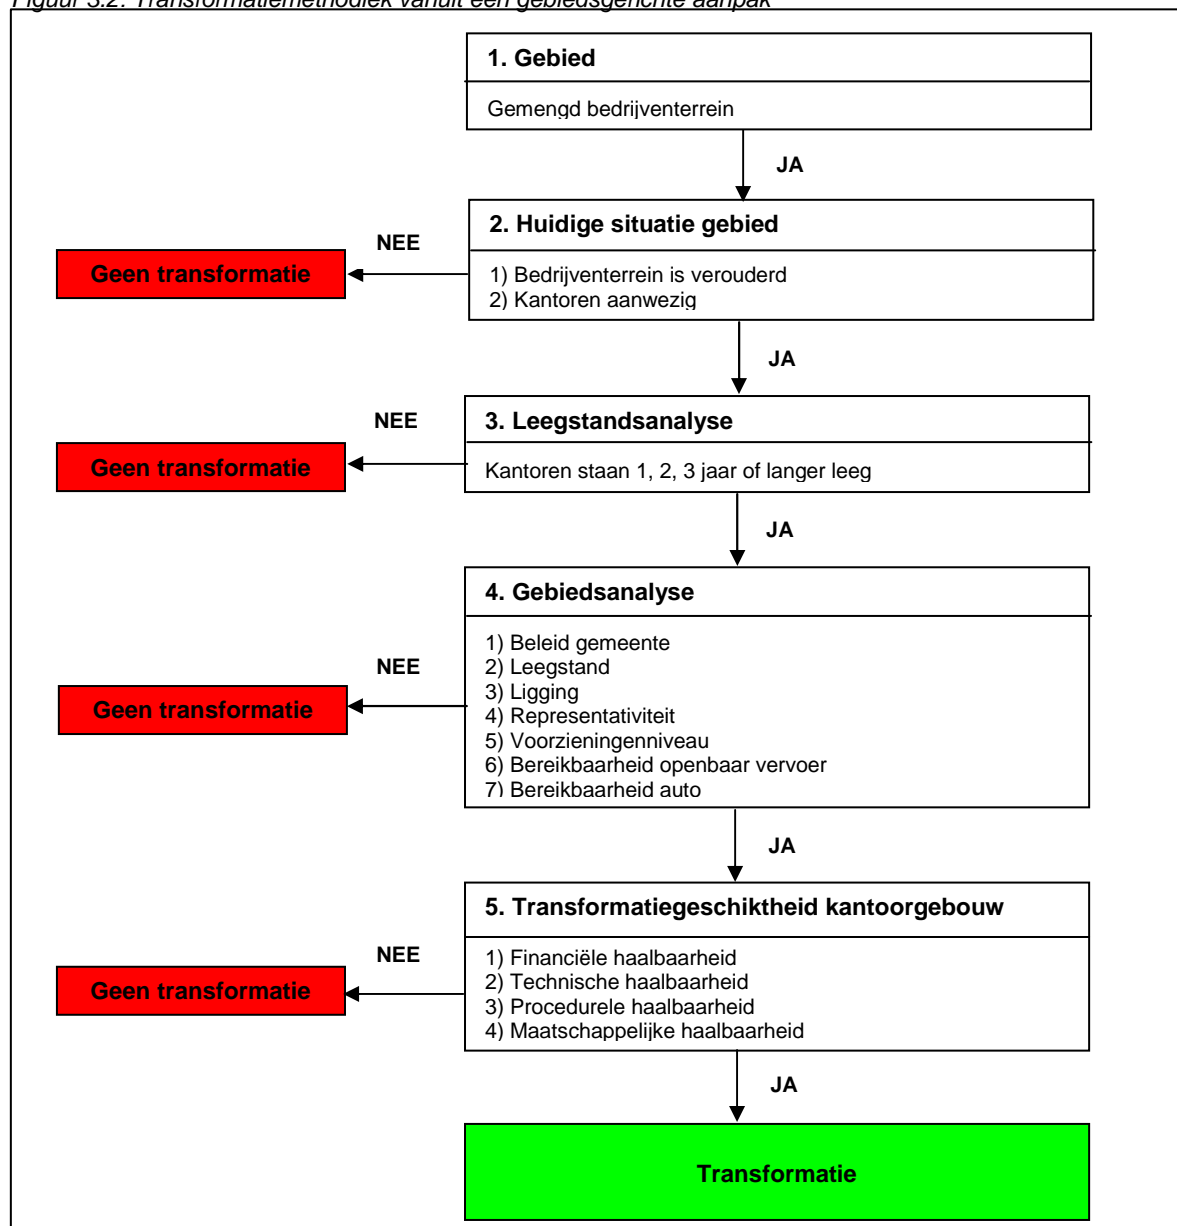 Figuur 3.2: Transformatiemethodiek vanuit een gebiedsgerichte aanpak
1. Gebied
Gemengd bedrijventerrein
JA
2. Huidige situatie gebied
NEE
Geen transformatie
1) Bedrijventerrein is verouderd
2) Kantoren aanwezig
JA
3. Leegstandsanalyse
NEE
Geen transformatie
Kantoren staan 1, 2, 3 jaar of langer leeg
JA
4. Gebiedsanalyse
1) Beleid gemeente
2) Leegstand
3) Ligging
4) Representativiteit
5) Voorzieningenniveau
6) Bereikbaarheid openbaar vervoer
7) Bereikbaarheid auto
NEE
Geen transformatie
JA
5. Transformatiegeschiktheid kantoorgebouw
NEE
Geen transformatie
1) Financiële haalbaarheid
2) Technische haalbaarheid
3) Procedurele haalbaarheid
4) Maatschappelijke haalbaarheid
JA
Transformatie